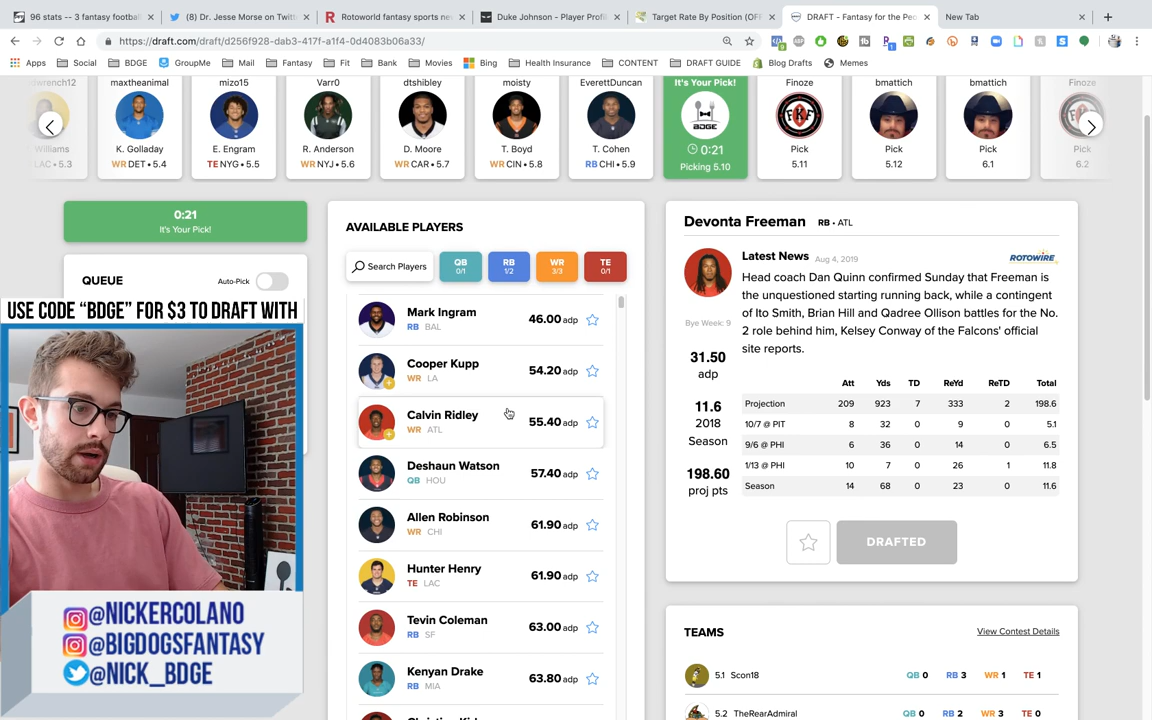 96 stats -- 3 fantasy footbal
(8) Dr. Jesse Morse on Twitt
Rotoworld fantasy sports ne
Duke Johnson - Player Profil
Target Rate By Position (OFF
DRAFT - Fantasy for the Peo
New Tab
https://draft.com/draft/d256f928-dab3-417f-a1f4-0d4083b06a33/
Apps
Social
BDGE
GroupMe
Mail
Fantasy
Fit
Bank
Movies
Bing
Health Insurance
CONTENT
DRAFT GUIDE
Blog Drafts
Memes
wrench12
Williams
LAC • 5.3
maxtheanimal
K. Golladay
WR DET • 5.4
mizo15
E. Engram
TE NYG • 5.5
Varr0
R. Anderson
WR NYJ • 5.6
dtshibley
D. Moore
WR CAR • 5.7
moisty
T. Boyd
WR CIN • 5.8
EverettDuncan
T. Cohen
RB CHI • 5.9
It's Your Pick!
BDGE
0:21
Picking 5.10
Finoze
FKF
Pick
5.11
bmattich
Pick
5.12
bmattich
Pick
6.1
Finoze
Pick
6.2
0:21
It's Your Pick!
QUEUE
Auto-Pick
USE CODE "BDGE" FOR $3 TO DRAFT WITH
@NICKERCOLANO
@BIGDOGSFANTASY
@NICK_BDGE
AVAILABLE PLAYERS
Search Players
QB
0/1
RB
1/2
WR
3/3
TE
0/1
Mark Ingram
RB BAL
46.00 adp
Cooper Kupp
WR LA
54.20 adp
Calvin Ridley
WR ATL
55.40 adp
Deshaun Watson
QB HOU
57.40 adp
Allen Robinson
WR CHI
61.90 adp
Hunter Henry
TE LAC
61.90 adp
Tevin Coleman
RB SF
63.00 adp
Kenyan Drake
RB MIA
63.80 adp
Devonta Freeman RB • ATL
Latest News Aug 4, 2019
ROTOWIRE
Head coach Dan Quinn confirmed Sunday that Freeman is
the unquestioned starting running back, while a contingent
of Ito Smith, Brian Hill and Qadree Ollison battles for the No.
2 role behind him, Kelsey Conway of the Falcons' official
site reports.
Bye Week: 9
31.50
adp
11.6
2018
Season
198.60
proj pts
Att Yds TD ReYd ReTD Total
Projection 209 923 7 333 2 198.6
10/7 @ PIT 8 32 0 9 0 5.1
9/6 @ PHI 6 36 0 14 0 6.5
1/13 @ PHI 10 7 0 26 1 11.8
Season 14 68 0 23 0 11.6
DRAFTED
TEAMS
View Contest Details
5.1 Scon18 QB 0 RB 3 WR 1 TE 1
5.2 TheRearAdmiral QB 0 RB 2 WR 3 TE 0